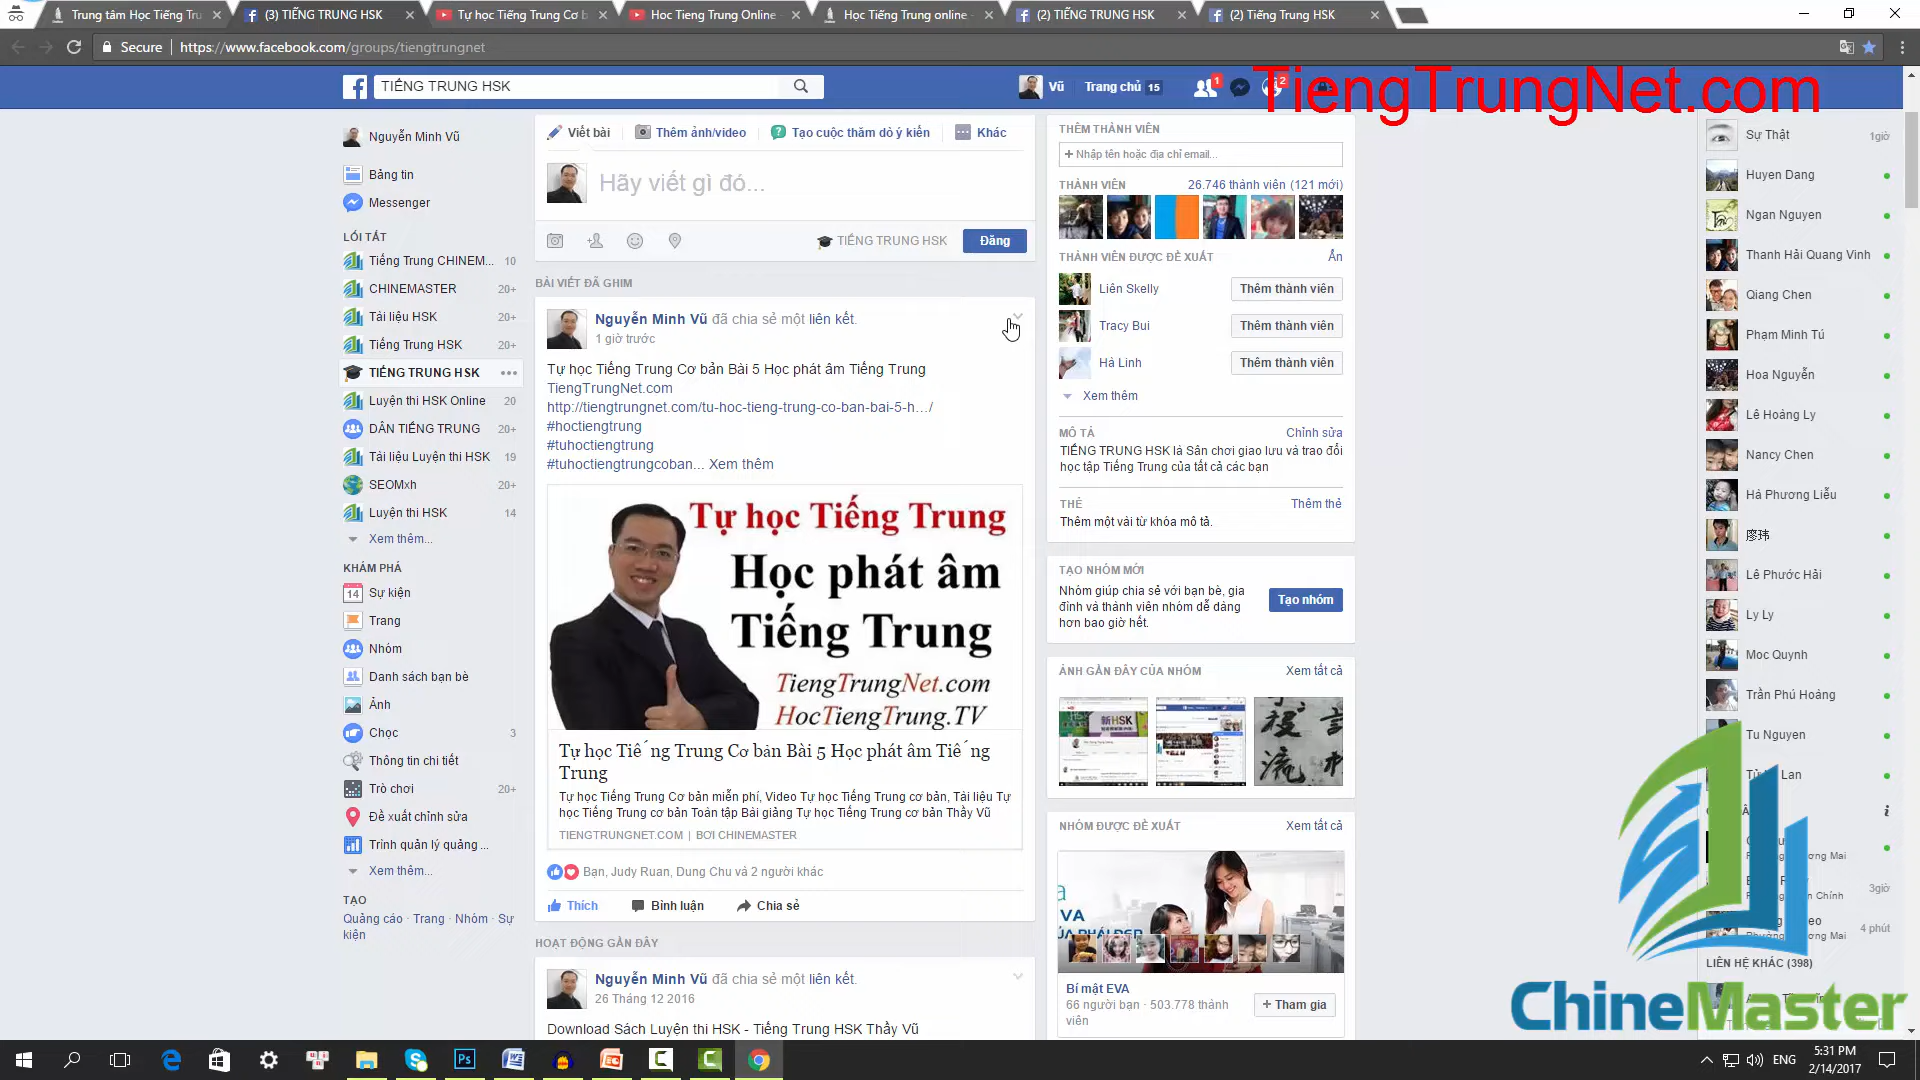 Trung tâm Học Tiếng Tru
(3) TIẾNG TRUNG HSK
Tự học Tiếng Trung Cơ b
Hoc Tieng Trung Online -
Học Tiếng Trung online -
(2) TIẾNG TRUNG HSK
(2) Tiếng Trung HSK
Secure
https://www.facebook.com/groups/tiengtrungnet
TIẾNG TRUNG HSK
Vũ
Trang chủ 15
1
2
TiengTrungNet.com
Nguyễn Minh Vũ
Bảng tin
Messenger
LỐI TẮT
Tiếng Trung CHINEM... 10
CHINEMASTER 20+
Tài liệu HSK 20+
Tiếng Trung HSK 20+
TIẾNG TRUNG HSK
Luyện thi HSK Online 20
DÂN TIẾNG TRUNG 20+
Tài liệu Luyện thi HSK 19
SEOMxh 20+
Luyện thi HSK 14
Xem thêm...
KHÁM PHÁ
14 Sự kiện
Trang
Nhóm
Danh sách bạn bè
Ảnh
Chọc 3
Thông tin chi tiết
Trò chơi 20+
Đề xuất chỉnh sửa
Trình quản lý quảng ...
Xem thêm...
TẠO
Quảng cáo · Trang · Nhóm · Sự
kiện
Viết bài
Thêm ảnh/video
Tạo cuộc thăm dò ý kiến
Khác
Hãy viết gì đó...
TIẾNG TRUNG HSK
Đăng
BÀI VIẾT ĐÃ GHIM
Nguyễn Minh Vũ đã chia sẻ một liên kết.
1 giờ trước
Tự học Tiếng Trung Cơ bản Bài 5 Học phát âm Tiếng Trung
TiengTrungNet.com
http://tiengtrungnet.com/tu-hoc-tieng-trung-co-ban-bai-5-h…/
#hoctiengtrung
#tuhoctiengtrung
#tuhoctiengtrungcoban... Xem thêm
Tự học Tiếng Trung
Học phát âm
Tiếng Trung
TiengTrungNet.com
HocTiengTrung.TV
Tự học Tiếng Trung Cơ bản Bài 5 Học phát âm Tiếng
Trung
Tự học Tiếng Trung Cơ bản miễn phí, Video Tự học Tiếng Trung cơ bản, Tài liệu Tự
học Tiếng Trung cơ bản Toàn tập Bài giảng Tự học Tiếng Trung cơ bản Thầy Vũ
TIENGTRUNGNET.COM | BỞI CHINEMASTER
Bạn, Judy Ruan, Dung Chu và 2 người khác
Thích
Bình luận
Chia sẻ
HOẠT ĐỘNG GẦN ĐÂY
Nguyễn Minh Vũ đã chia sẻ một liên kết.
26 Tháng 12 2016
Download Sách Luyện thi HSK - Tiếng Trung HSK Thầy Vũ
THÊM THÀNH VIÊN
+ Nhập tên hoặc địa chỉ email...
THÀNH VIÊN
26.746 thành viên (121 mới)
THÀNH VIÊN ĐƯỢC ĐỀ XUẤT
Ẩn
Liên Skelly
Thêm thành viên
Tracy Bui
Thêm thành viên
Hà Linh
Thêm thành viên
Xem thêm
MÔ TẢ
Chỉnh sửa
TIẾNG TRUNG HSK là Sân chơi giao lưu và trao đổi
học tập Tiếng Trung của tất cả các bạn
THẺ
Thêm thẻ
Thêm một vài từ khóa mô tả.
TẠO NHÓM MỚI
Nhóm giúp chia sẻ với bạn bè, gia
đình và thành viên nhóm dễ dàng
hơn bao giờ hết.
Tạo nhóm
ẢNH GẦN ĐÂY CỦA NHÓM
Xem tất cả
NHÓM ĐƯỢC ĐỀ XUẤT
Xem tất cả
Bí mật EVA
66 người bạn · 503.778 thành
viên
+ Tham gia
Sự Thật 1giờ
Huyen Dang
Ngan Nguyen
Thanh Hải Quang Vinh
Qiang Chen
Phạm Minh Tú
Hoa Nguyễn
Lê Hoảng Ly
Nancy Chen
Hà Phương Liễu
廖玮
Lê Phước Hải
Ly Ly
Moc Quynh
Trần Phú Hoàng
Tu Nguyen
Lan
Mai
3giờ
Chính
4 phút
Mai
LIÊN HỆ KHÁC (398)
ChineMaster
ENG
5:31 PM
2/14/2017